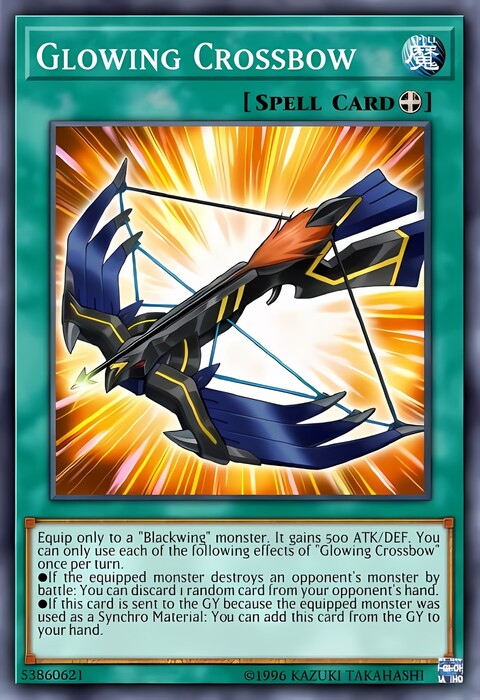 GLOWING CROSSBOW
魔
[SPELL CARD]
Equip only to a "Blackwing" monster. It gains 500 ATK/DEF. You
can only use each of the following effects of "Glowing Crossbow"
once per turn.
●If the equipped monster destroys an opponent's monster by
battle: You can discard 1 random card from your opponent's hand.
●If this card is sent to the GY because the equipped monster was
used as a Synchro Material: You can add this card from the GY to
your hand.
53860621 ©1996 KAZUKI TAKAHASHI